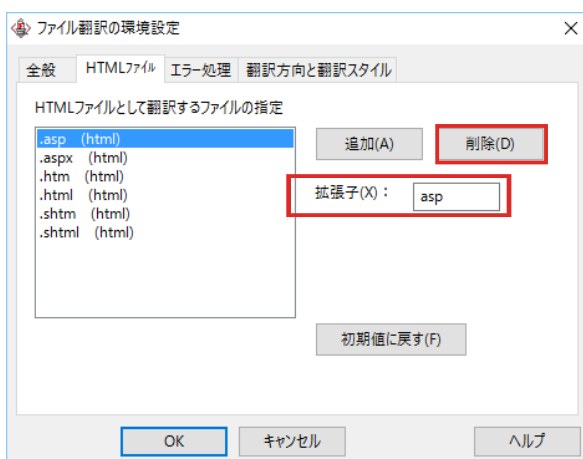 ファイル翻訳の環境設定
全般 HTMLファイル エラー処理 翻訳方向と翻訳スタイル
HTMLファイルとして翻訳するファイルの指定
.asp (html)
.aspx (html)
.htm (html)
.html (html)
.shtm (html)
.shtml (html)
追加(A) 削除(D)
拡張子(X)： asp
初期値に戻す(F)
OK キャンセル ヘルプ